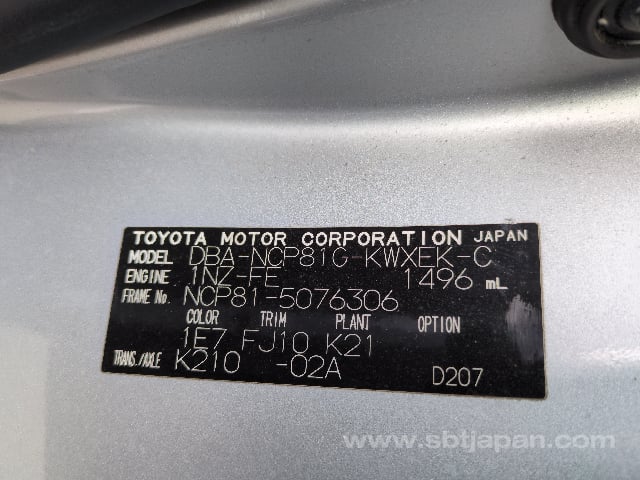 TOYOTA MOTOR CORPORATION JAPAN
MODEL DBA-NCP81G-KWXEK-C
ENGINE 1NZ-FE 1496 mL
FRAME No. NCP81-5076306
COLOR TRIM PLANT OPTION
1E7 FJ10 K21
TRANS./AXLE K210 -02A D207
www.sbtjapan.com